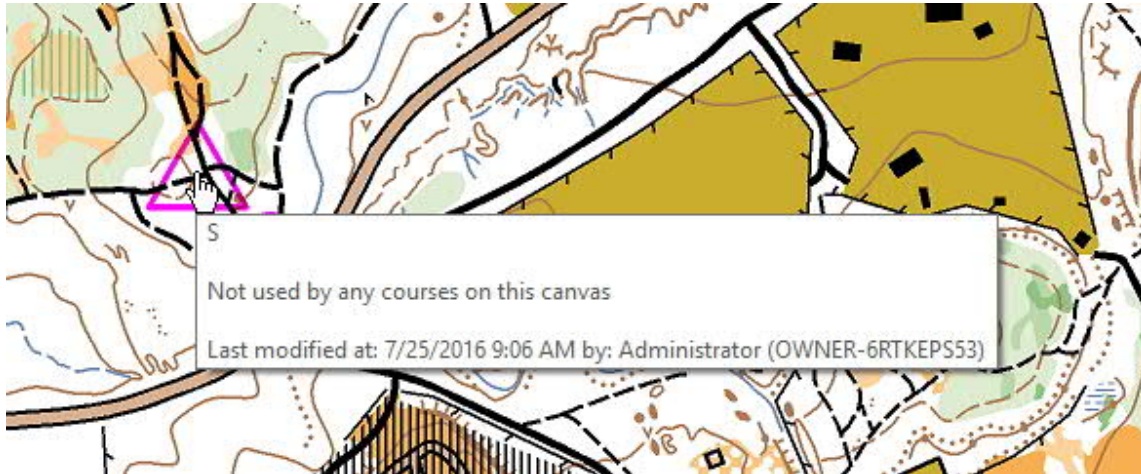 S
Not used by any courses on this canvas
Last modified at: 7/25/2016 9:06 AM by: Administrator (OWNER-6RTKEPS53)